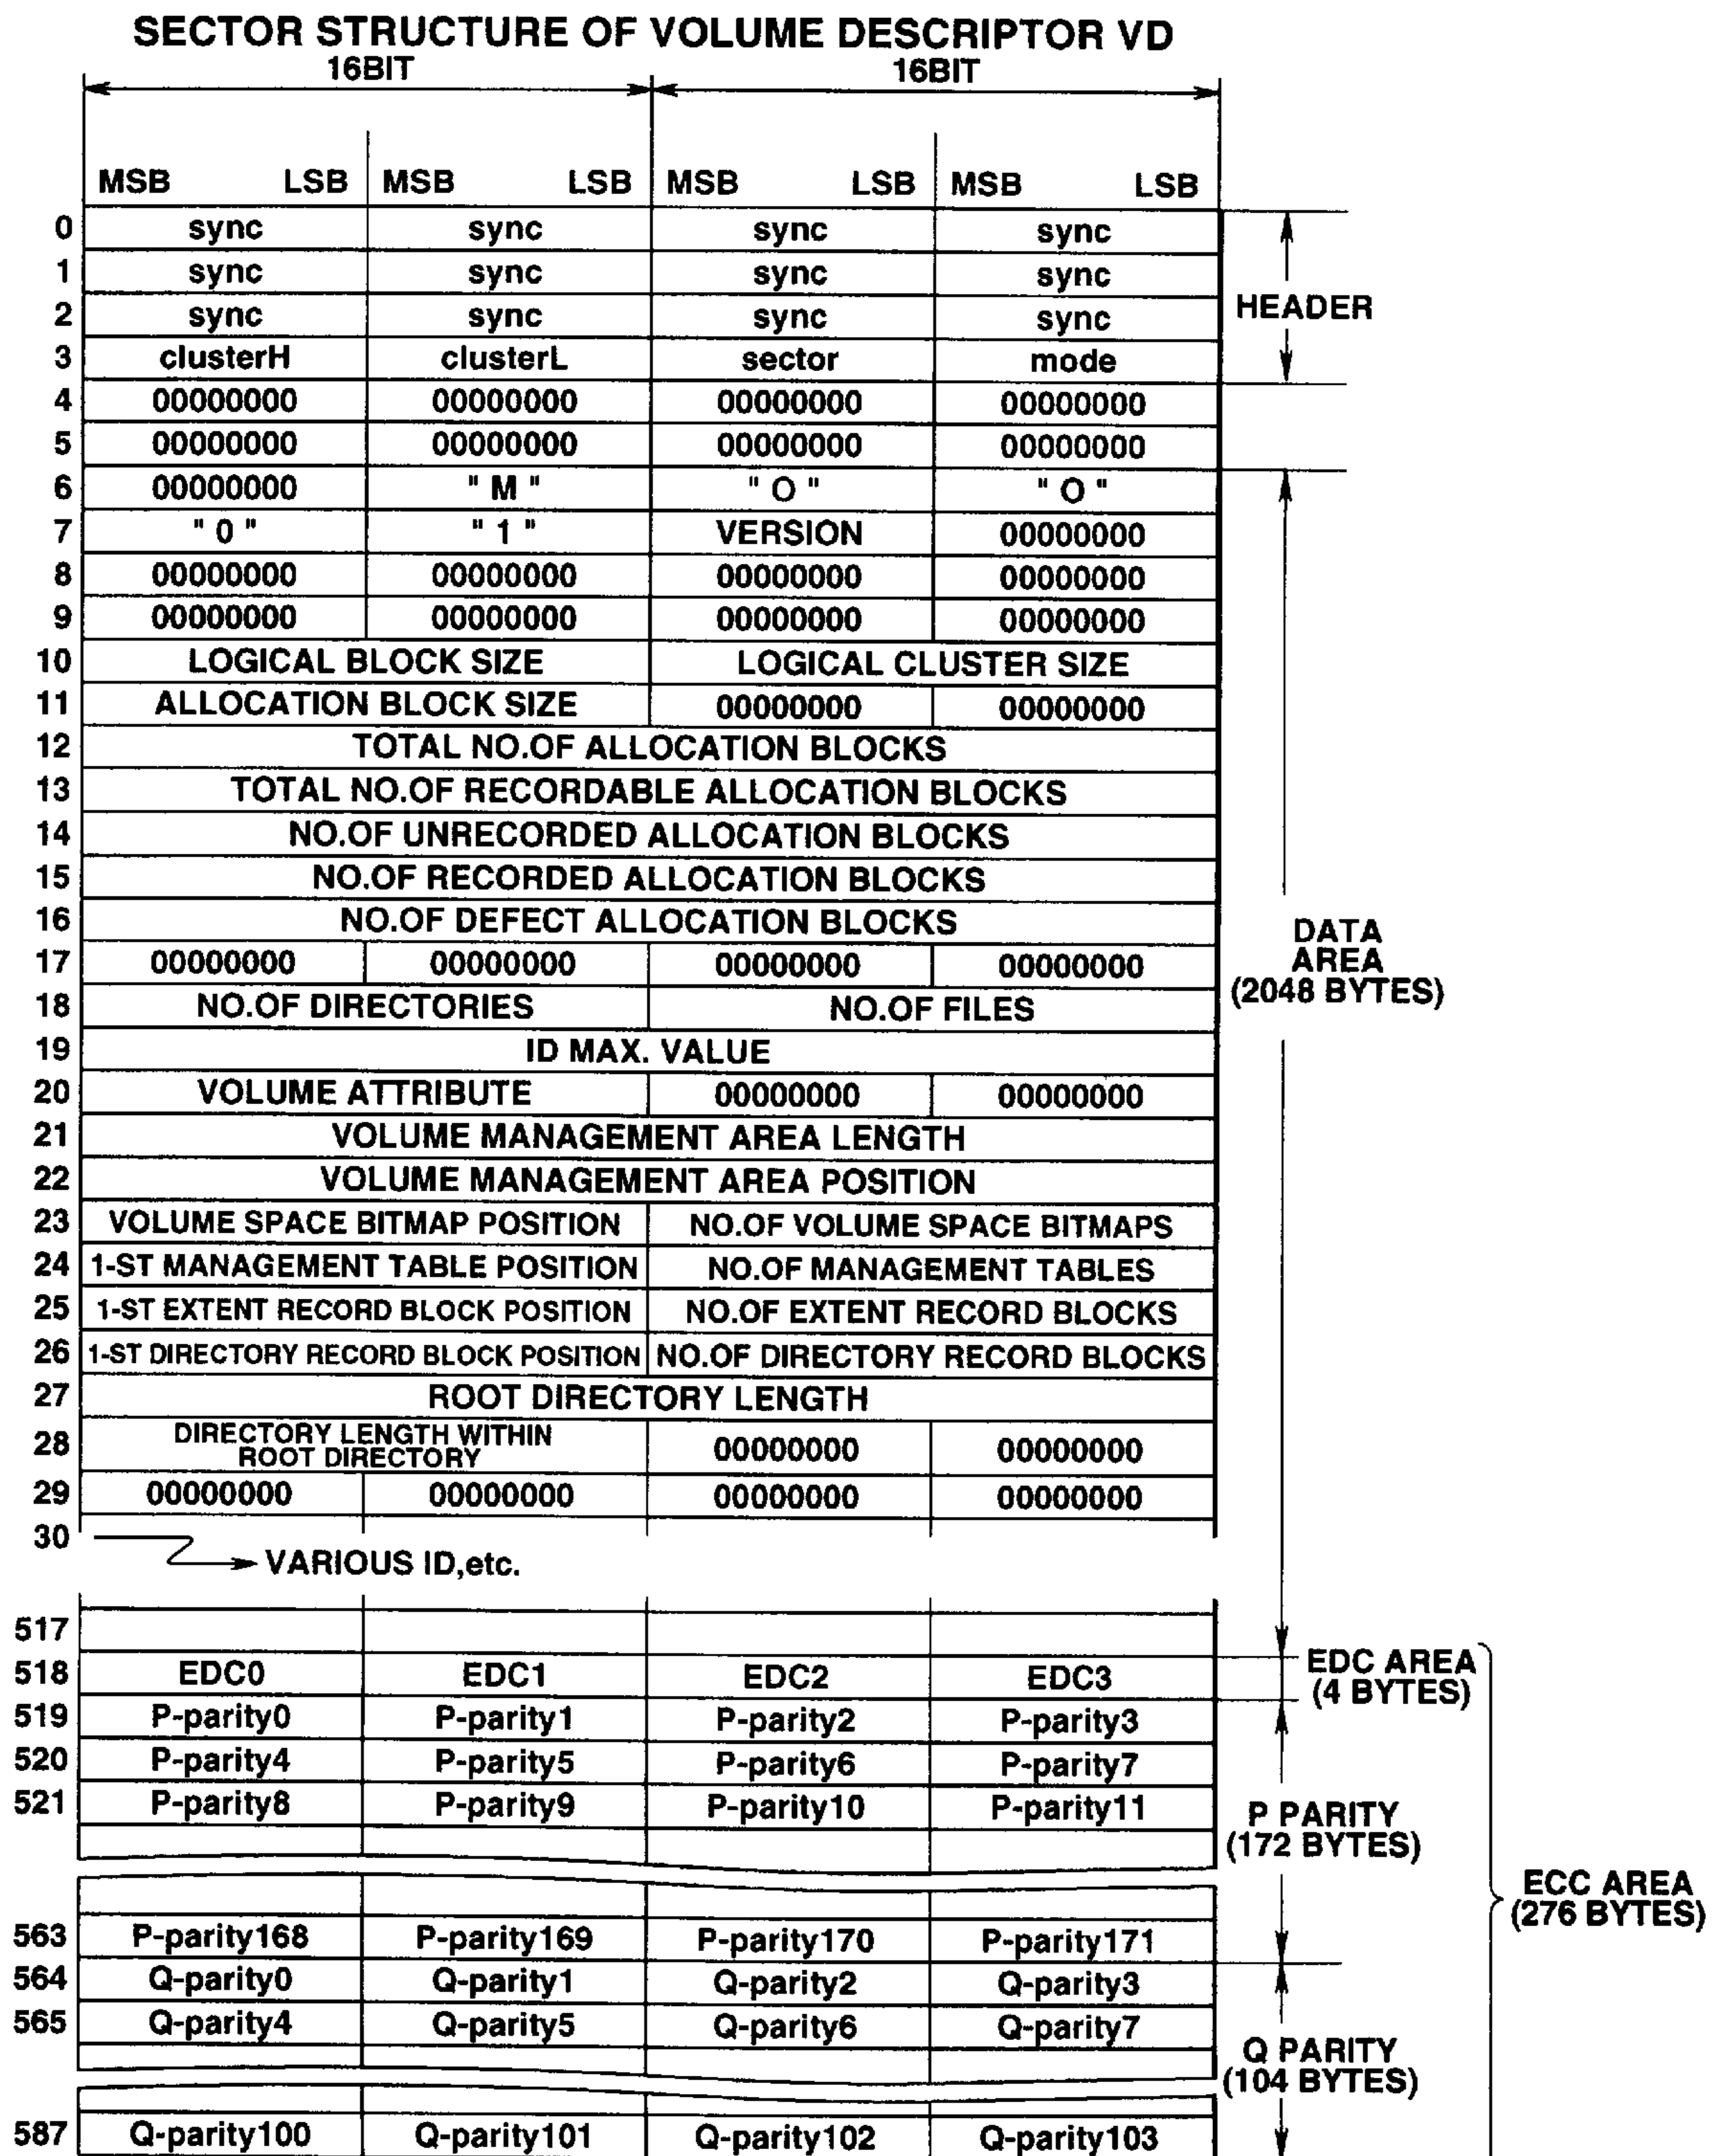 SECTOR STRUCTURE OF VOLUME DESCRIPTOR VD
16BIT 16BIT
MSB LSB MSB LSB MSB LSB MSB LSB
0 sync sync sync sync
1 sync sync sync sync
2 sync sync sync sync
HEADER
3 clusterH clusterL sector mode
4 00000000 00000000 00000000 00000000
5 00000000 00000000 00000000 00000000
6 00000000 " M " " O " " O "
7 " 0 " " 1 " VERSION 00000000
8 00000000 00000000 00000000 00000000
9 00000000 00000000 00000000 00000000
10 LOGICAL BLOCK SIZE LOGICAL CLUSTER SIZE
11 ALLOCATION BLOCK SIZE 00000000 00000000
12 TOTAL NO.OF ALLOCATION BLOCKS
13 TOTAL NO.OF RECORDABLE ALLOCATION BLOCKS
14 NO.OF UNRECORDED ALLOCATION BLOCKS
15 NO.OF RECORDED ALLOCATION BLOCKS
16 NO.OF DEFECT ALLOCATION BLOCKS
17 00000000 00000000 00000000 00000000
DATA
AREA
(2048 BYTES)
18 NO.OF DIRECTORIES NO.OF FILES
19 ID MAX. VALUE
20 VOLUME ATTRIBUTE 00000000 00000000
21 VOLUME MANAGEMENT AREA LENGTH
22 VOLUME MANAGEMENT AREA POSITION
23 VOLUME SPACE BITMAP POSITION NO.OF VOLUME SPACE BITMAPS
24 1-ST MANAGEMENT TABLE POSITION NO.OF MANAGEMENT TABLES
25 1-ST EXTENT RECORD BLOCK POSITION NO.OF EXTENT RECORD BLOCKS
26 1-ST DIRECTORY RECORD BLOCK POSITION NO.OF DIRECTORY RECORD BLOCKS
27 ROOT DIRECTORY LENGTH
28 DIRECTORY LENGTH WITHIN
ROOT DIRECTORY 00000000 00000000
29 00000000 00000000 00000000 00000000
30
VARIOUS ID,etc.
517
518 EDC0 EDC1 EDC2 EDC3
EDC AREA
(4 BYTES)
519 P-parity0 P-parity1 P-parity2 P-parity3
520 P-parity4 P-parity5 P-parity6 P-parity7
521 P-parity8 P-parity9 P-parity10 P-parity11
P PARITY
(172 BYTES)
ECC AREA
(276 BYTES)
563 P-parity168 P-parity169 P-parity170 P-parity171
564 Q-parity0 Q-parity1 Q-parity2 Q-parity3
565 Q-parity4 Q-parity5 Q-parity6 Q-parity7
Q PARITY
(104 BYTES)
587 Q-parity100 Q-parity101 Q-parity102 Q-parity103